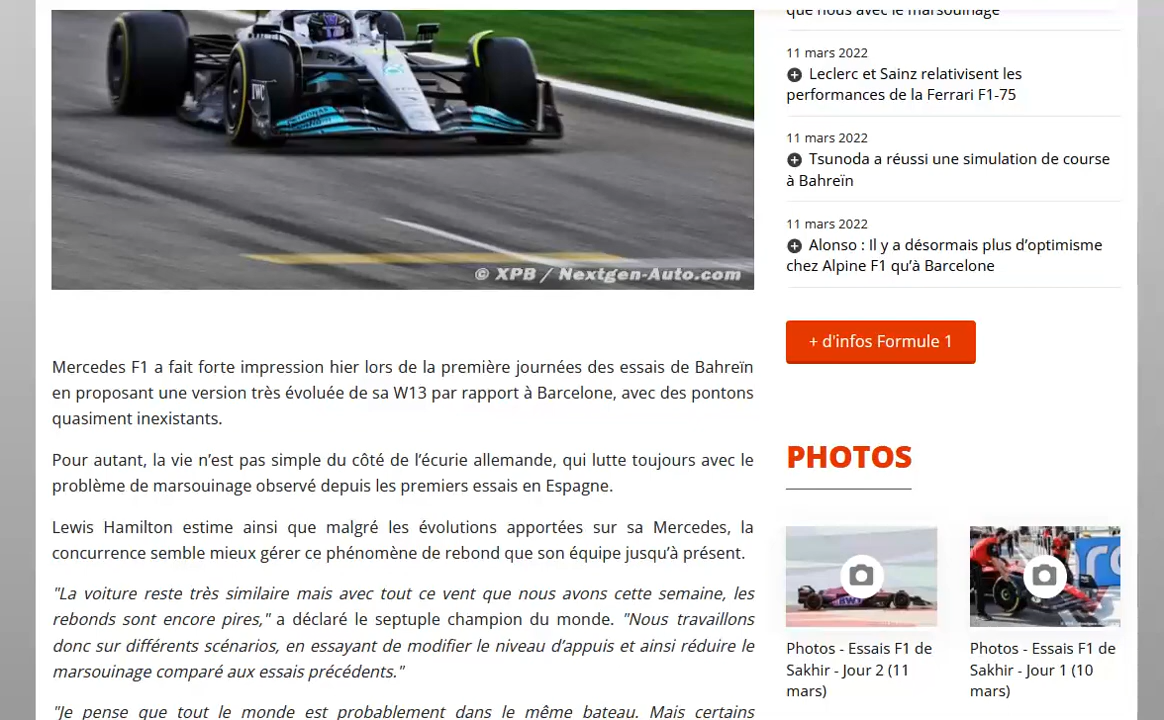 IWC
PETRONAS
© XPB / Nextgen-Auto.com
Mercedes F1 a fait forte impression hier lors de la première journées des essais de Bahreïn
en proposant une version très évoluée de sa W13 par rapport à Barcelone, avec des pontons
quasiment inexistants.
Pour autant, la vie n’est pas simple du côté de l’écurie allemande, qui lutte toujours avec le
problème de marsouinage observé depuis les premiers essais en Espagne.
Lewis Hamilton estime ainsi que malgré les évolutions apportées sur sa Mercedes, la
concurrence semble mieux gérer ce phénomène de rebond que son équipe jusqu’à présent.
"La voiture reste très similaire mais avec tout ce vent que nous avons cette semaine, les
rebonds sont encore pires," a déclaré le septuple champion du monde. "Nous travaillons
donc sur différents scénarios, en essayant de modifier le niveau d’appuis et ainsi réduire le
marsouinage comparé aux essais précédents."
"Je pense que tout le monde est probablement dans le même bateau. Mais certains
que nous avec le marsouinage
11 mars 2022
Leclerc et Sainz relativisent les
performances de la Ferrari F1-75
11 mars 2022
Tsunoda a réussi une simulation de course
à Bahreïn
11 mars 2022
Alonso : Il y a désormais plus d’optimisme
chez Alpine F1 qu’à Barcelone
+ d'infos Formule 1
PHOTOS
BWT
Photos - Essais F1 de
Sakhir - Jour 2 (11
mars)
Photos - Essais F1 de
Sakhir - Jour 1 (10
mars)